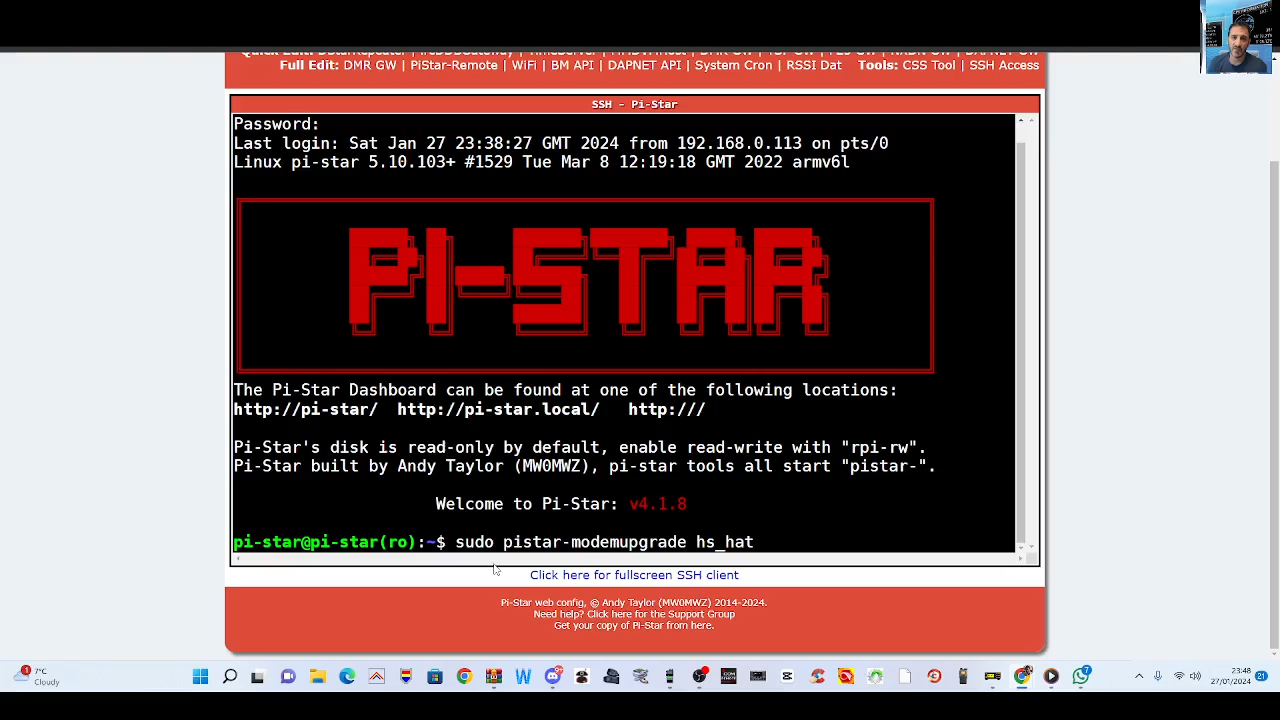 Full Edit: DMR GW | PiStar-Remote | WiFi | BM API | DAPNET API | System Cron | RSSI Dat Tools: CSS Tool | SSH Access
SSH - Pi-Star
Password:
Last login: Sat Jan 27 23:38:27 GMT 2024 from 192.168.0.113 on pts/0
Linux pi-star 5.10.103+ #1529 Tue Mar 8 12:19:18 GMT 2022 armv6l
PI-STAR
The Pi-Star Dashboard can be found at one of the following locations:
http://pi-star/ http://pi-star.local/ http:///
Pi-Star's disk is read-only by default, enable read-write with "rpi-rw".
Pi-Star built by Andy Taylor (MW0MWZ), pi-star tools all start "pistar-".
Welcome to Pi-Star: v4.1.8
pi-star@pi-star(ro):~$ sudo pistar-modemupgrade hs_hat
Click here for fullscreen SSH client
Pi-Star web config, © Andy Taylor (MW0MWZ) 2014-2024.
Need help? Click here for the Support Group
Get your copy of Pi-Star from here.
7°C
Cloudy
23:48
27/01/2024
21